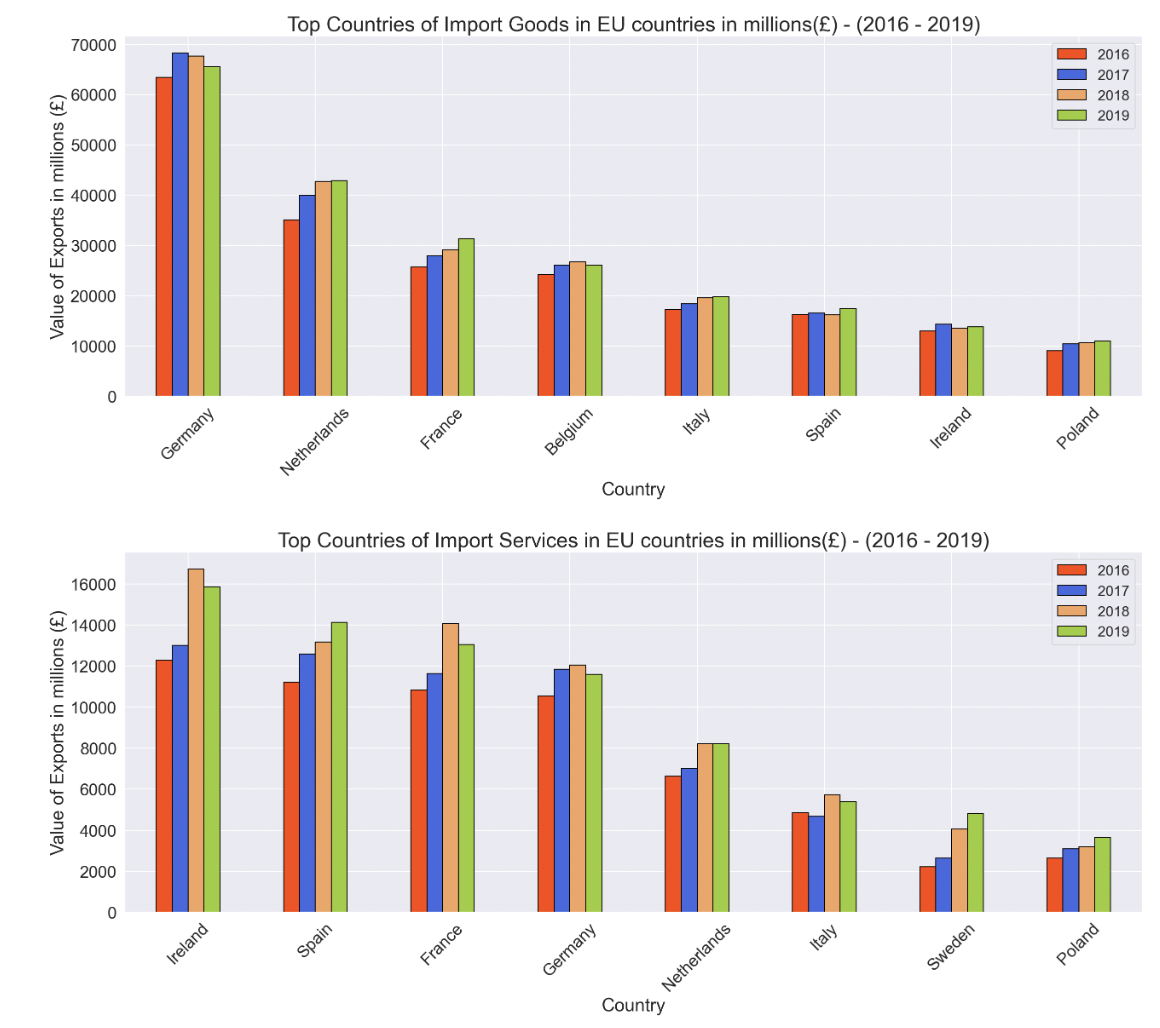 Top Countries of Import Goods in EU countries in millions(£) - (2016 - 2019)
Value of Exports in millions (£)
70000
60000
50000
40000
30000
20000
10000
0
2016
2017
2018
2019
Germany
Netherlands
France
Belgium
Italy
Spain
Ireland
Poland
Country
Top Countries of Import Services in EU countries in millions(£) - (2016 - 2019)
Value of Exports in millions (£)
16000
14000
12000
10000
8000
6000
4000
2000
0
2016
2017
2018
2019
Ireland
Spain
France
Germany
Netherlands
Italy
Sweden
Poland
Country